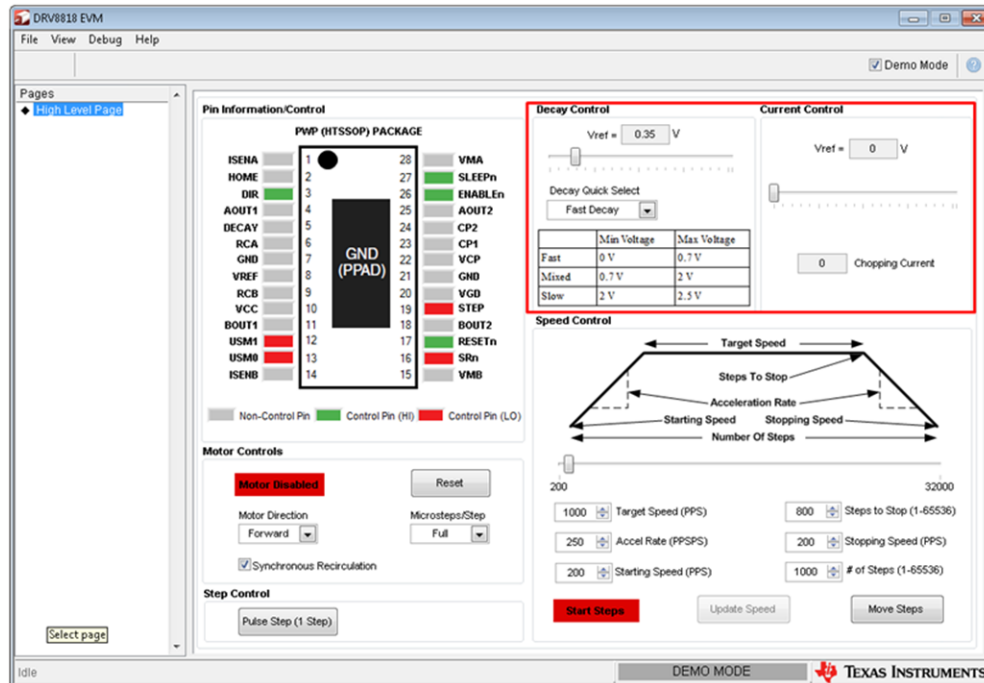 DRV8818 EVM
File View Debug Help
Demo Mode
Pages
High Level Page
Pin Information/Control
PWP (HTSSOP) PACKAGE
ISENA 1 28 VMA
HOME 2 27 SLEEPn
DIR 3 26 ENABLEn
AOUT1 4 25 AOUT2
DECAY 5 24 CP2
RCA 6 23 CP1
GND 7 22 VCP
VREF 8 21 GND
RCB 9 20 VGD
VCC 10 19 STEP
BOUT1 11 18 BOUT2
USM1 12 17 RESETn
USM0 13 16 SRn
ISENB 14 15 VMB
GND
(PPAD)
Non-Control Pin Control Pin (HI) Control Pin (LO)
Motor Controls
Motor Disabled Reset
Motor Direction Microsteps/Step
Forward Full
Synchronous Recirculation
Step Control
Pulse Step (1 Step)
Decay Control
Vref = 0.35 V
Decay Quick Select
Fast Decay
Min Voltage Max Voltage
Fast 0 V 0.7 V
Mixed 0.7 V 2 V
Slow 2 V 2.5 V
Current Control
Vref = 0 V
0 Chopping Current
Speed Control
Target Speed
Steps To Stop
Acceleration Rate
Starting Speed Stopping Speed
Number Of Steps
200 32000
1000 Target Speed (PPS) 800 Steps to Stop (1-65536)
250 Accel Rate (PPSPS) 200 Stopping Speed (PPS)
200 Starting Speed (PPS) 1000 # of Steps (1-65536)
Start Steps Update Speed Move Steps
Select page
Idle DEMO MODE TEXAS INSTRUMENTS